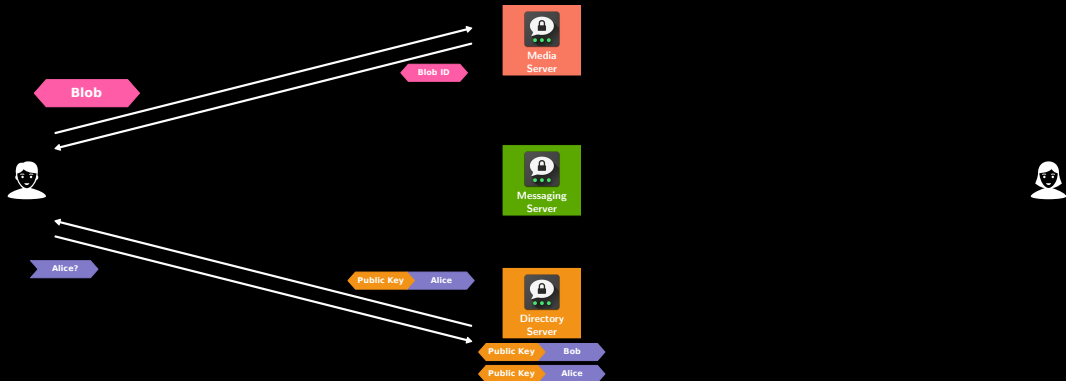 Media
Server
Blob ID
Blob
Messaging
Server
Alice?
Public Key Alice
Directory
Server
Public Key Bob
Public Key Alice